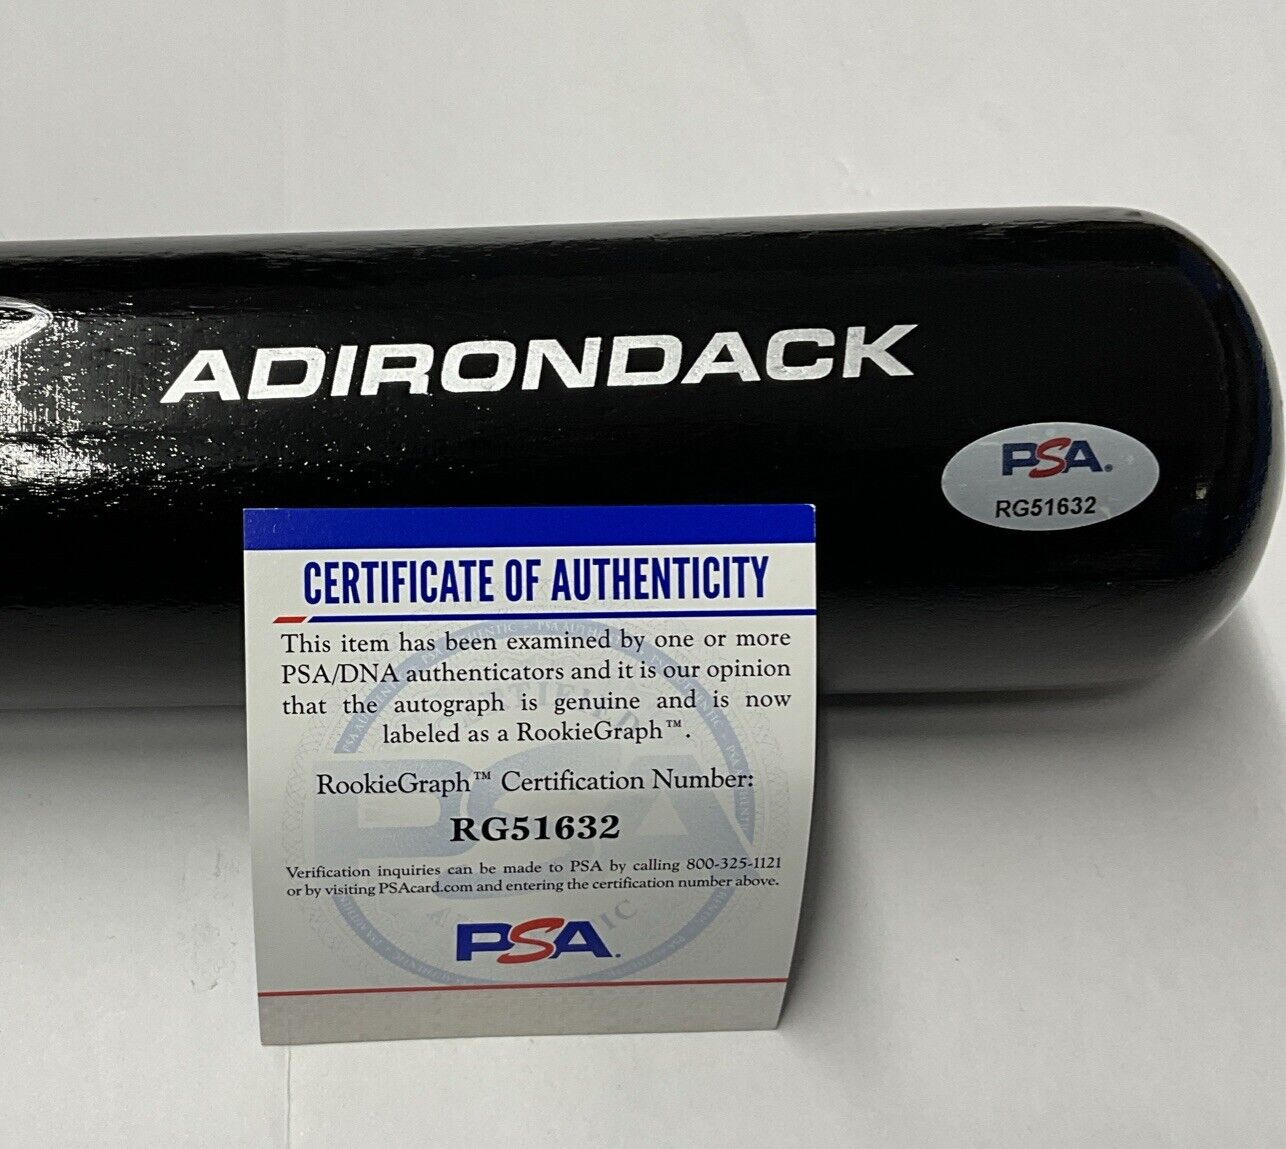 ADIRONDACK
PSA.
RG51632
CERTIFICATE OF AUTHENTICITY
This item has been examined by one or more
PSA/DNA authenticators and it is our opinion
that the autograph is genuine and is now
labeled as a RookieGraph™.
RookieGraph™ Certification Number:
RG51632
Verification inquiries can be made to PSA by calling 800-325-1121
or by visiting PSAcard.com and entering the certification number above.
PSA.